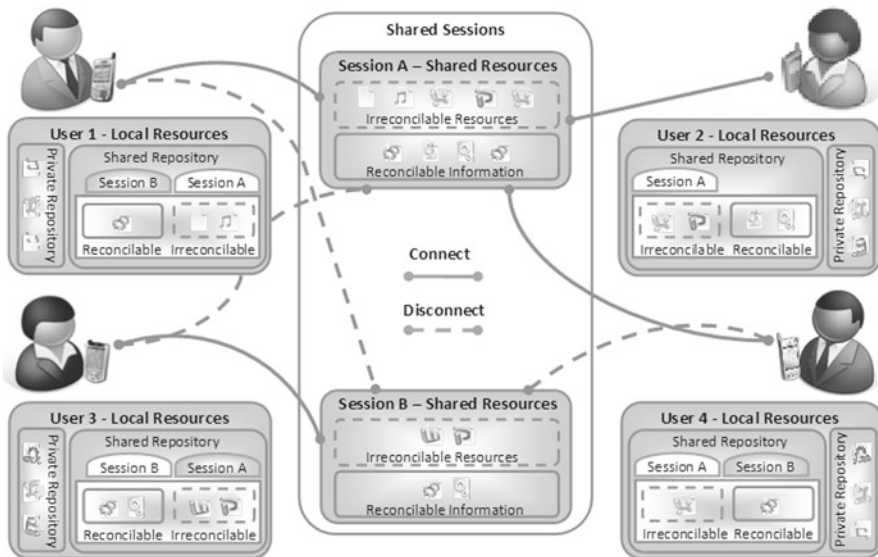 Shared Sessions
Session A – Shared Resources
Irreconcilable Resources
Reconcilable Information
User 1 - Local Resources
Private Repository
Shared Repository
Session B
Session A
Reconcilable
Irreconcilable
User 2 - Local Resources
Shared Repository
Session A
Irreconcilable
Reconcilable
Private Repository
Connect
Disconnect
User 3 - Local Resources
Private Repository
Shared Repository
Session B
Session A
Reconcilable
Irreconcilable
Session B – Shared Resources
Irreconcilable Resources
Reconcilable Information
User 4 - Local Resources
Shared Repository
Session A
Session B
Irreconcilable
Reconcilable
Private Repository